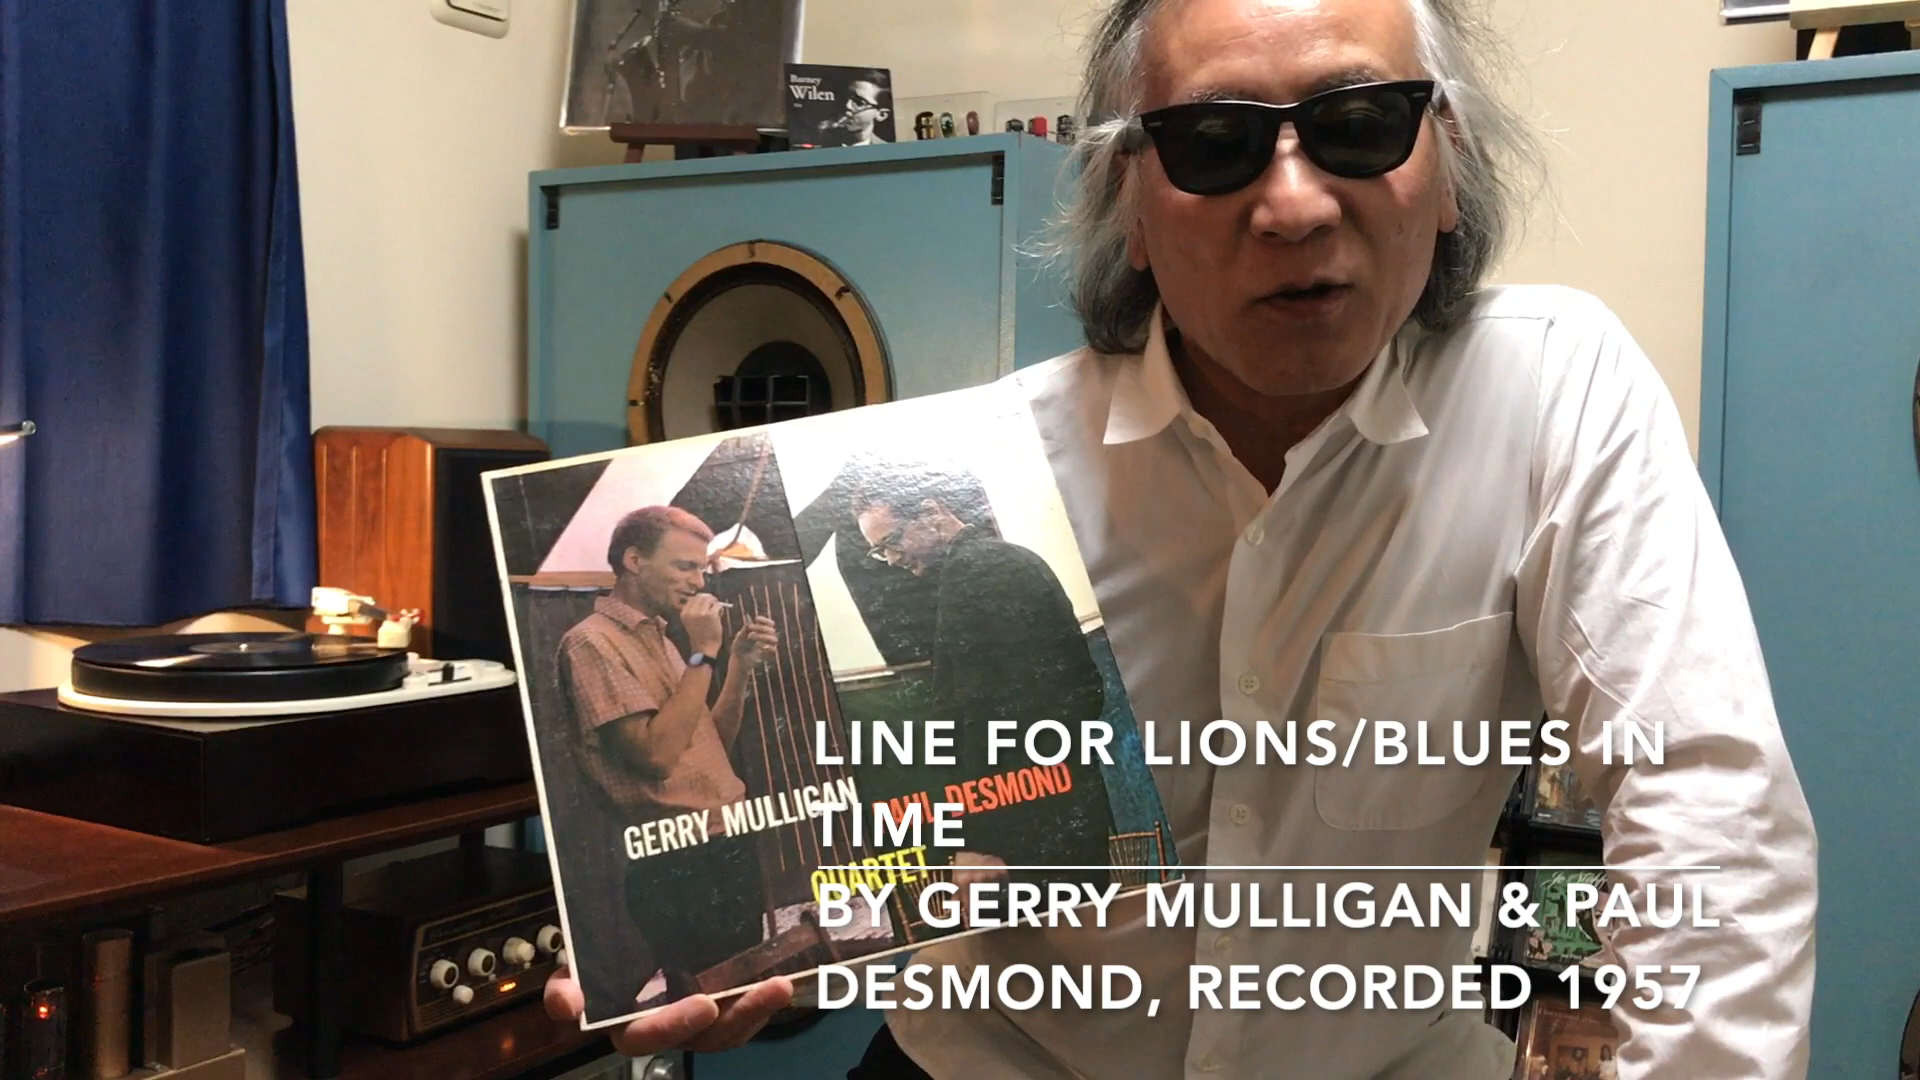 Barney
Wilen
GERRY MULLIGAN PAUL DESMOND
QUARTET
LINE FOR LIONS/BLUES IN
TIME
BY GERRY MULLIGAN & PAUL
DESMOND, RECORDED 1957